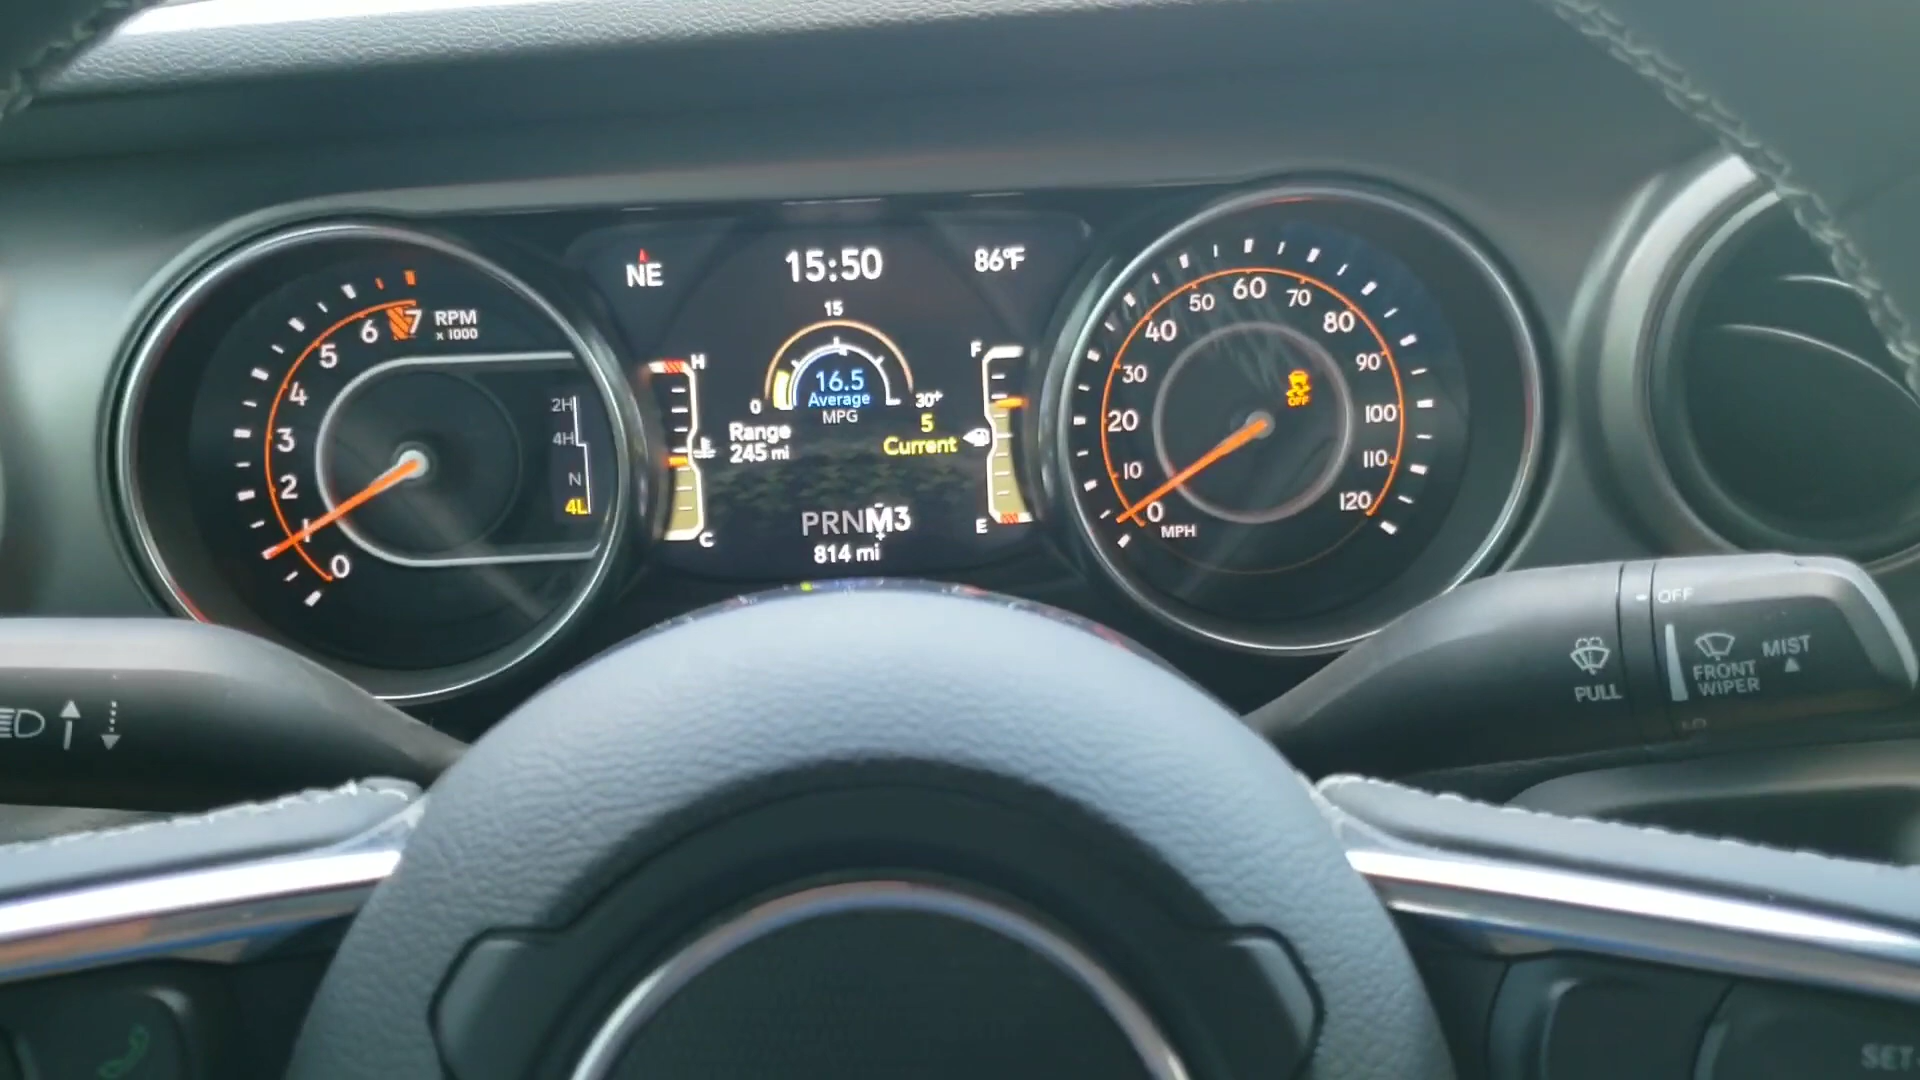 NE
15:50
86°F
7
6
5
4
3
2
1
0
RPM
x 1000
2H
4H
N
4L
H
C
15
0
30+
16.5
Average
MPG
Range
245 mi
5
Current
PRNM3
814 mi
F
E
0
10
20
30
40
50
60
70
80
90
100
110
120
MPH
OFF
PULL
OFF
FRONT
WIPER
MIST
LO
SET